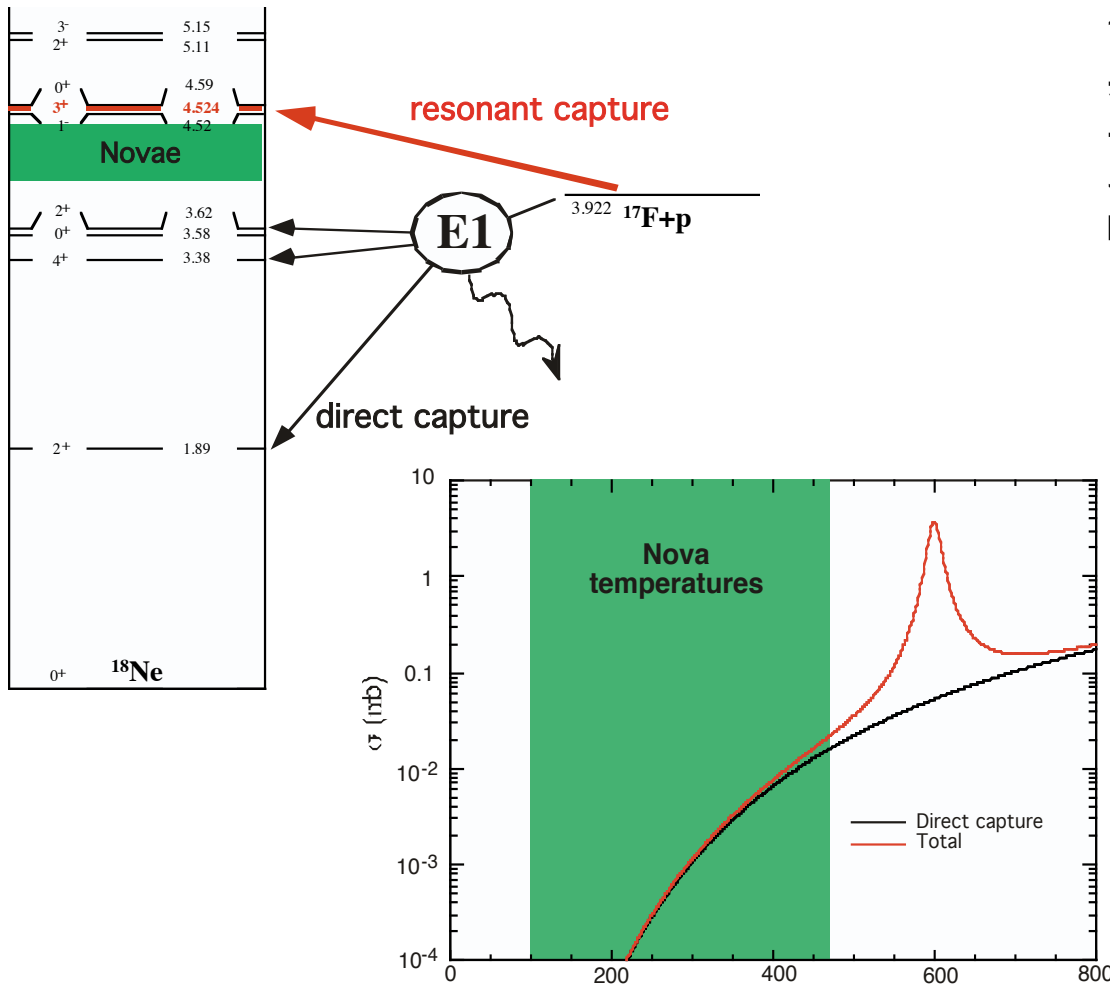 3- 5.15
2+ 5.11
0+ 4.59
3+ 4.524
1- 4.52
Novae
resonant capture
2+ 3.62
0+ 3.58
4+ 3.38
E1
3.922 17F+p
direct capture
2+ 1.89
0+ 18Ne
10
1
0.1
10-2
10-3
10-4
σ (mb)
Nova
temperatures
Direct capture
Total
0 200 400 600 800